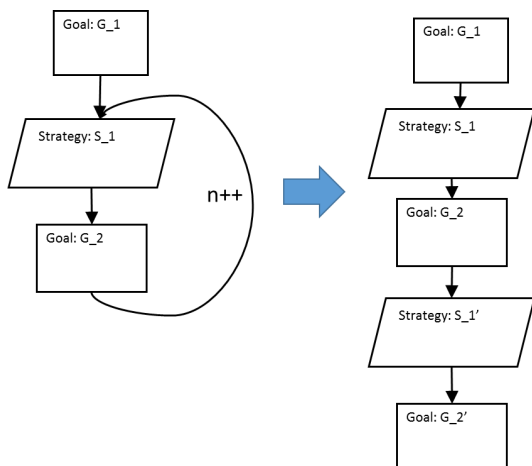 Goal: G_1
Strategy: S_1
n++
Goal: G_2
Goal: G_1
Strategy: S_1
Goal: G_2
Strategy: S_1’
Goal: G_2’